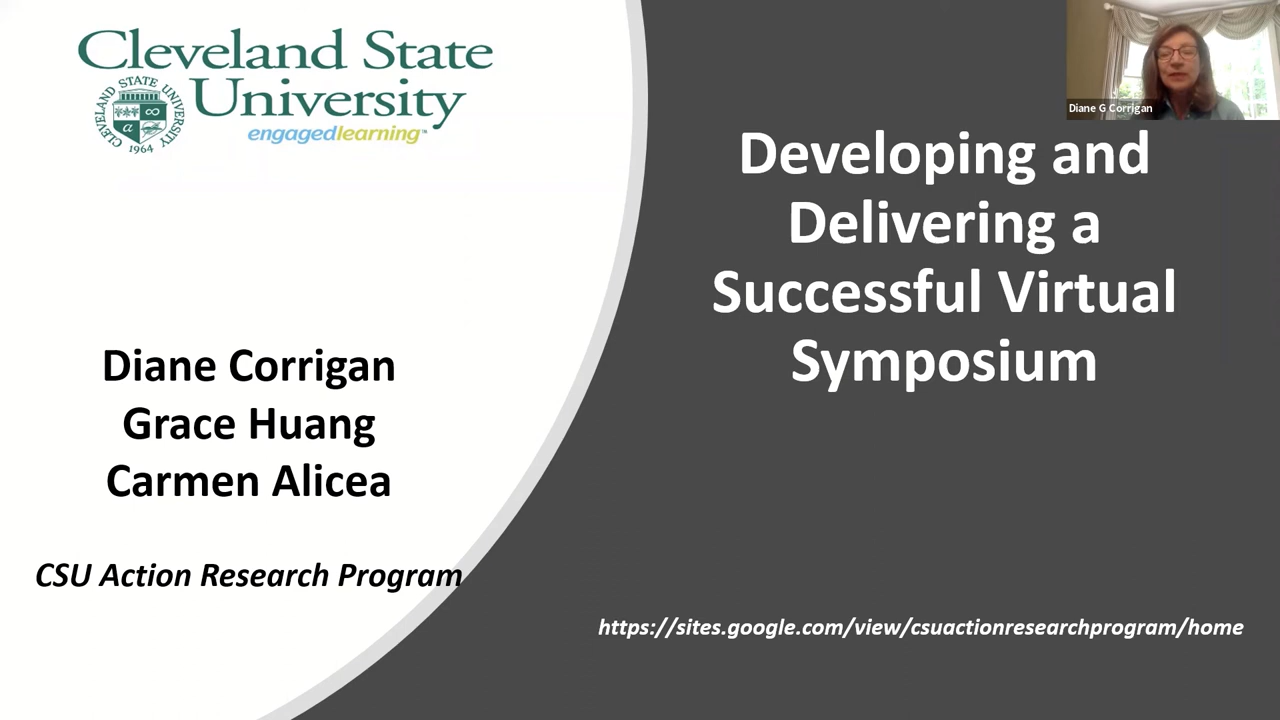 Cleveland State
University
engagedlearning™
CLEVELAND STATE UNIVERSITY
1964
Diane Corrigan
Grace Huang
Carmen Alicea
CSU Action Research Program
Diane G Corrigan
Developing and
Delivering a
Successful Virtual
Symposium
https://sites.google.com/view/csuactionresearchprogram/home